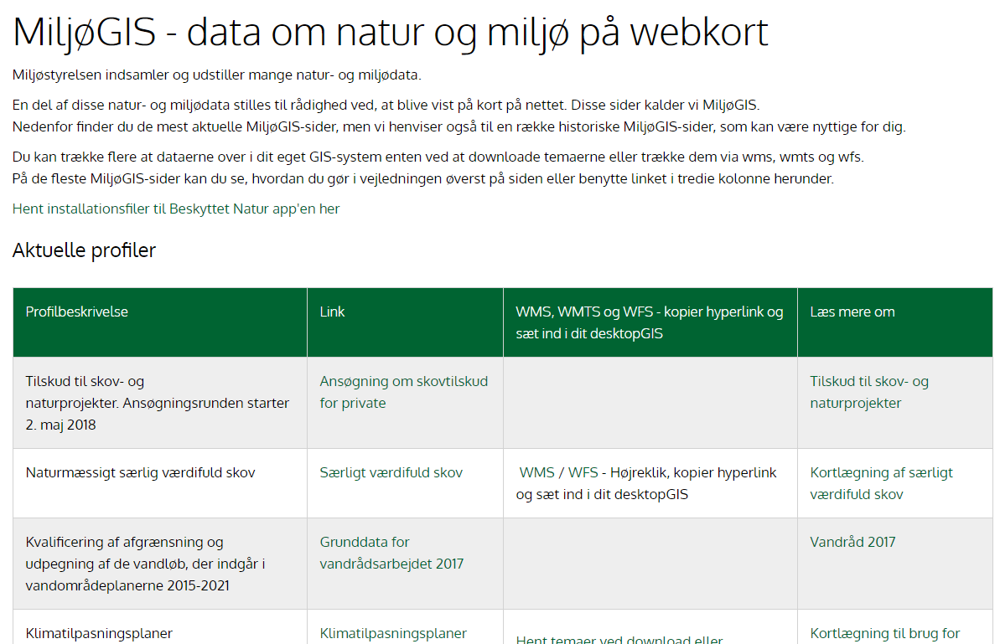 MiljøGIS - data om natur og miljø på webkort
Miljøstyrelsen indsamler og udstiller mange natur- og miljødata.
En del af disse natur- og miljødata stilles til rådighed ved, at blive vist på kort på nettet. Disse sider kalder vi MiljøGIS.
Nedenfor finder du de mest aktuelle MiljøGIS-sider, men vi henviser også til en række historiske MiljøGIS-sider, som kan være nyttige for dig.
Du kan trække flere at dataerne over i dit eget GIS-system enten ved at downloade temaerne eller trække dem via wms, wmts og wfs.
På de fleste MiljøGIS-sider kan du se, hvordan du gør i vejledningen øverst på siden eller benytte linket i tredie kolonne herunder.
Hent installationsfiler til Beskyttet Natur app'en her
Aktuelle profiler
Profilbeskrivelse
Link
WMS, WMTS og WFS - kopier hyperlink og
sæt ind i dit desktopGIS
Læs mere om
Tilskud til skov- og
naturprojekter. Ansøgningsrunden starter
2. maj 2018
Ansøgning om skovtilskud
for private
Tilskud til skov- og
naturprojekter
Naturmæssigt særlig værdifuld skov
Særligt værdifuld skov
WMS / WFS - Højreklik, kopier hyperlink
og sæt ind i dit desktopGIS
Kortlægning af særligt
værdifuld skov
Kvalificering af afgrænsning og
udpegning af de vandløb, der indgår i
vandområdeplanerne 2015-2021
Grunddata for
vandrådsarbejdet 2017
Vandråd 2017
Klimatilpasningsplaner
Klimatilpasningsplaner
Hent temaer ved download eller
Kortlægning til brug for